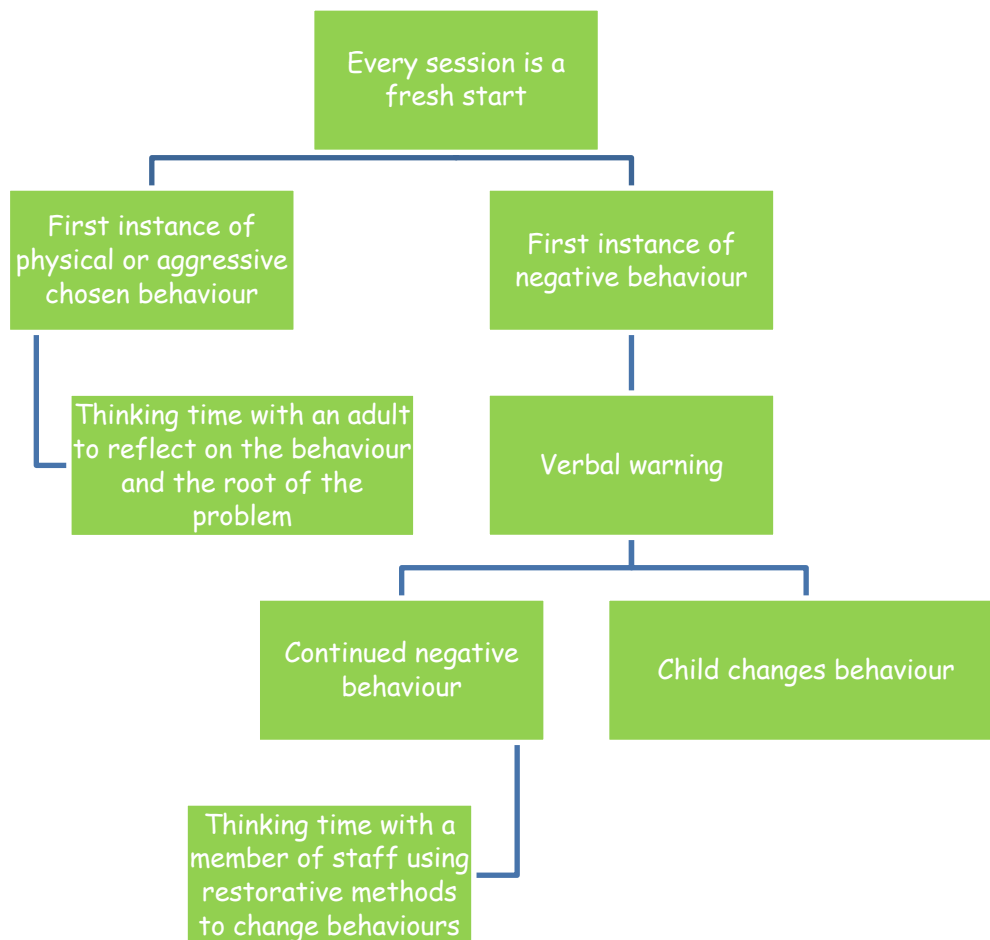 Every session is a
fresh start
First instance of
physical or aggressive
chosen behaviour
First instance of
negative behaviour
Thinking time with an adult
to reflect on the behaviour
and the root of the
problem
Verbal warning
Continued negative
behaviour
Child changes behaviour
Thinking time with a
member of staff using
restorative methods
to change behaviours